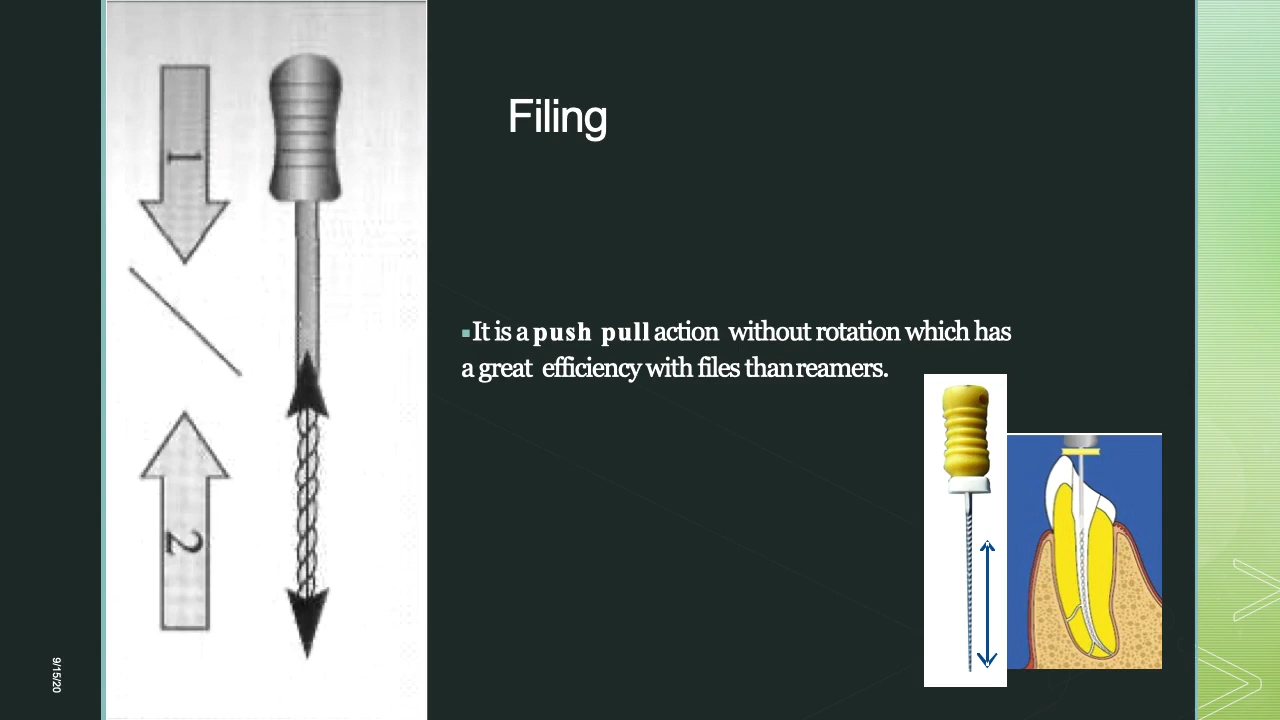 Filing
▪It is a push pull action without rotation which has
a great efficiency with files than reamers.
1
2
9/15/20